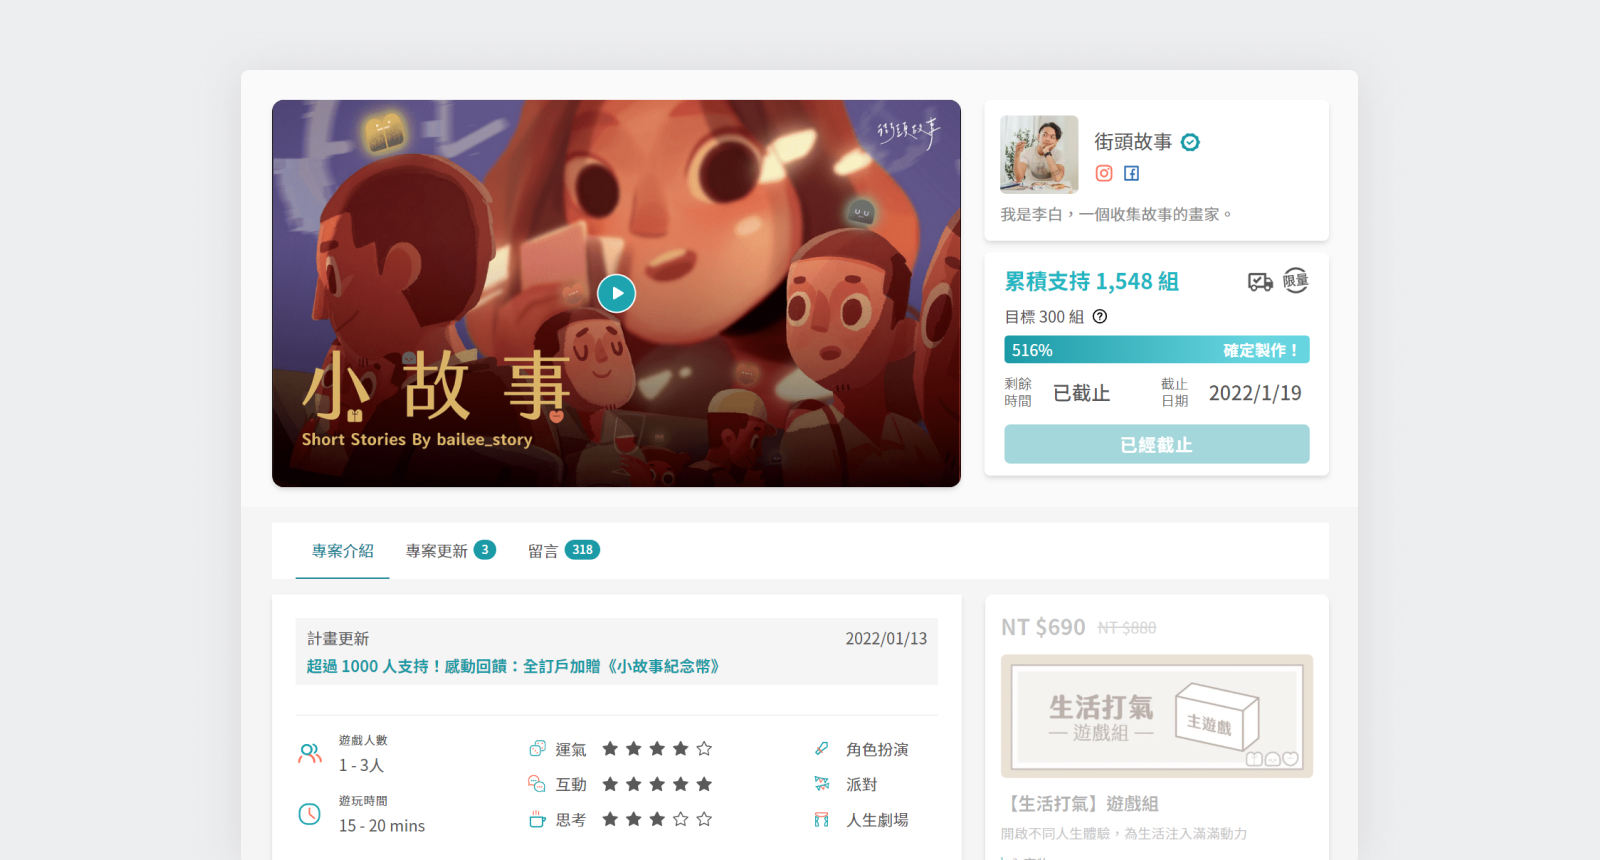 街頭故事
小故事
Short Stories By bailee_story
街頭故事
我是李白，一個收集故事的畫家。
累積支持 1,548 組
限量
目標 300 組
516%
確定製作！
剩餘時間
已截止
截止日期
2022/1/19
已經截止
專案介紹
專案更新 3
留言 318
計畫更新
2022/01/13
超過 1000 人支持！感動回饋：全訂戶加贈《小故事紀念幣》
遊戲人數
1 - 3人
遊玩時間
15 - 20 mins
運氣
互動
思考
角色扮演
派對
人生劇場
NT $690 NT $880
生活打氣
遊戲組
主遊戲
【生活打氣】遊戲組
開啟不同人生體驗，為生活注入滿滿動力